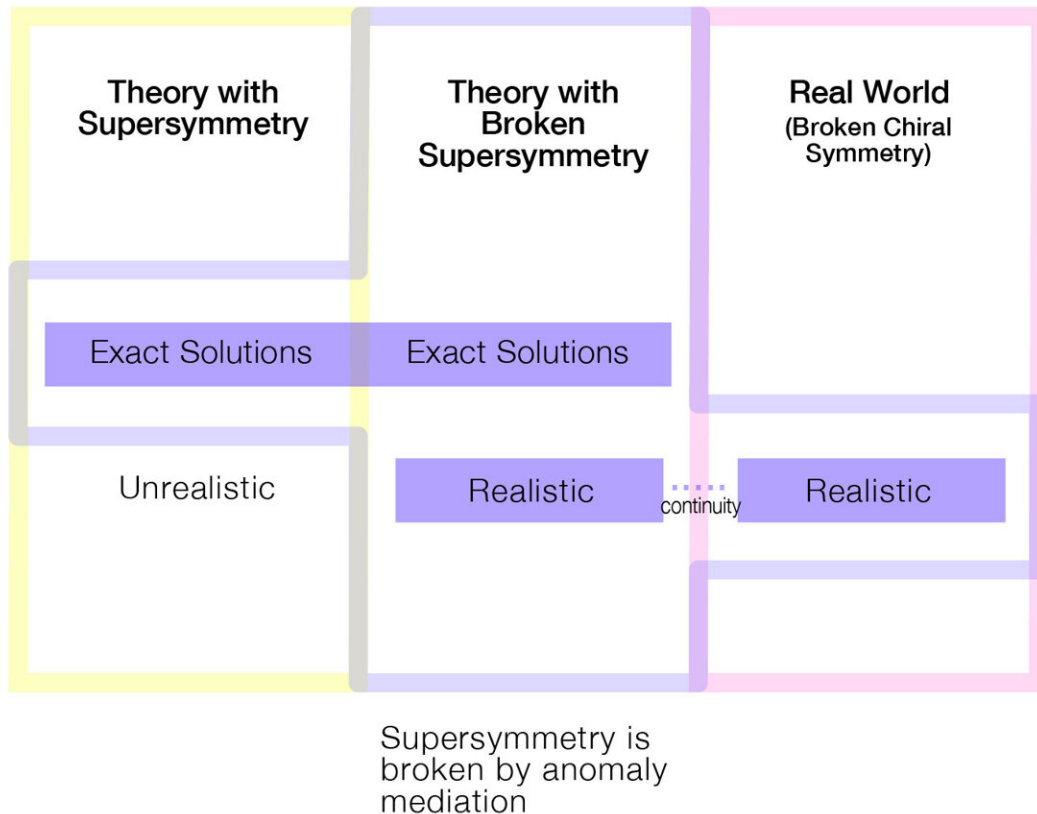 Theory with
Supersymmetry
Theory with
Broken
Supersymmetry
Real World
(Broken Chiral
Symmetry)
Exact Solutions
Exact Solutions
Unrealistic
Realistic
continuity
Realistic
Supersymmetry is
broken by anomaly
mediation